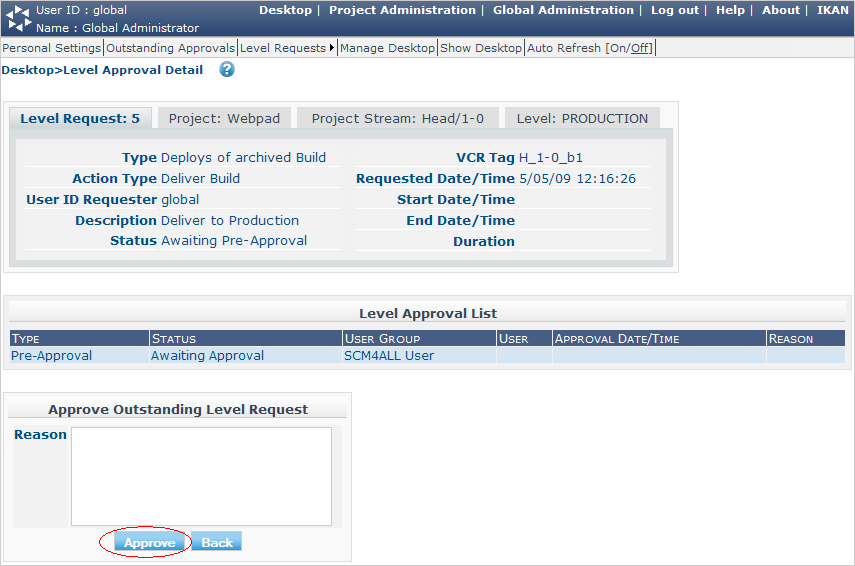 User ID : global
Desktop | Project Administration | Global Administration | Log out | Help | About | IKAN
Name : Global Administrator
Personal Settings | Outstanding Approvals | Level Requests | Manage Desktop | Show Desktop | Auto Refresh [On/Off] |
Desktop>Level Approval Detail ?
Level Request: 5 Project: Webpad Project Stream: Head/1-0 Level: PRODUCTION
Type Deploys of archived Build VCR Tag H_1-0_b1
Action Type Deliver Build Requested Date/Time 5/05/09 12:16:26
User ID Requester global Start Date/Time
Description Deliver to Production End Date/Time
Status Awaiting Pre-Approval Duration
Level Approval List
Type Status User Group User Approval Date/Time Reason
Pre-Approval Awaiting Approval SCM4ALL User
Approve Outstanding Level Request
Reason
Approve Back